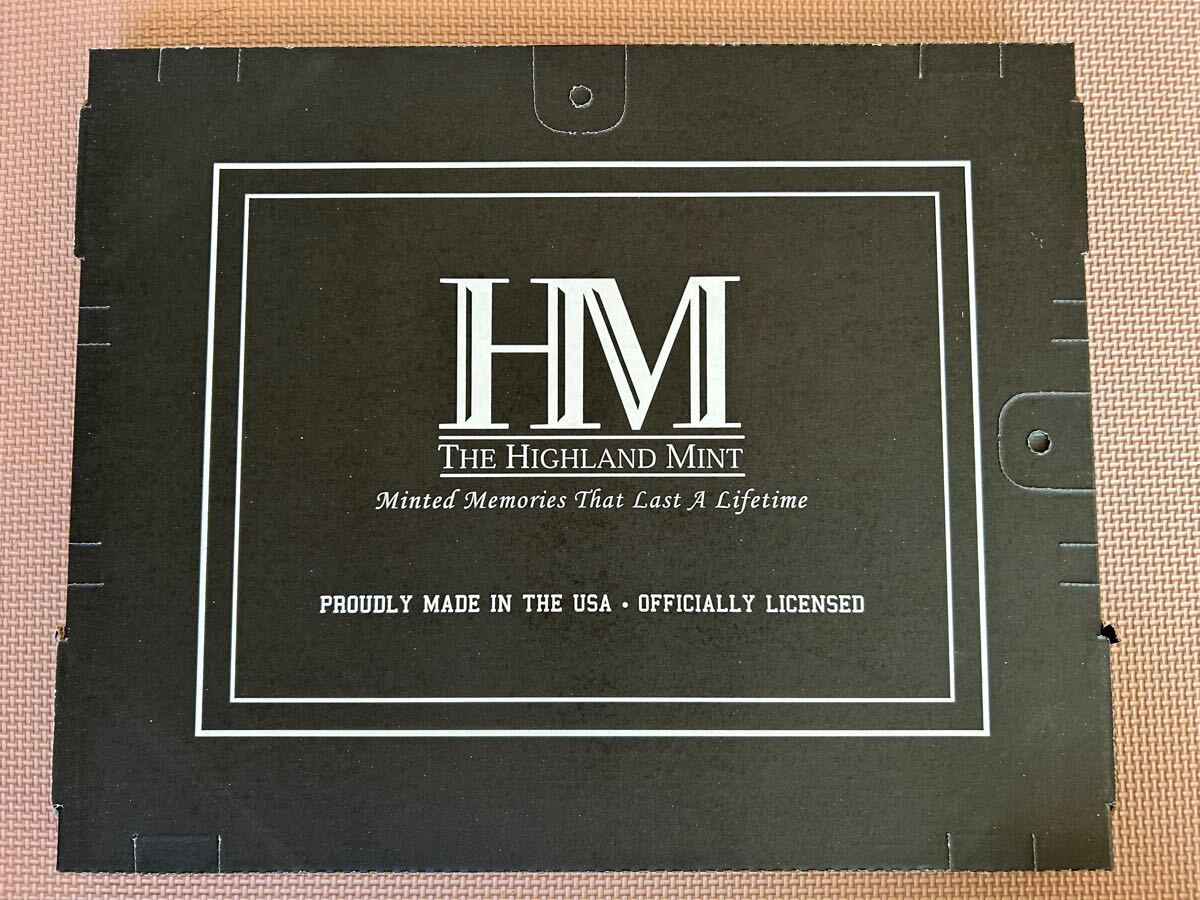 HM
THE HIGHLAND MINT
Minted Memories That Last A Lifetime
PROUDLY MADE IN THE USA • OFFICIALLY LICENSED